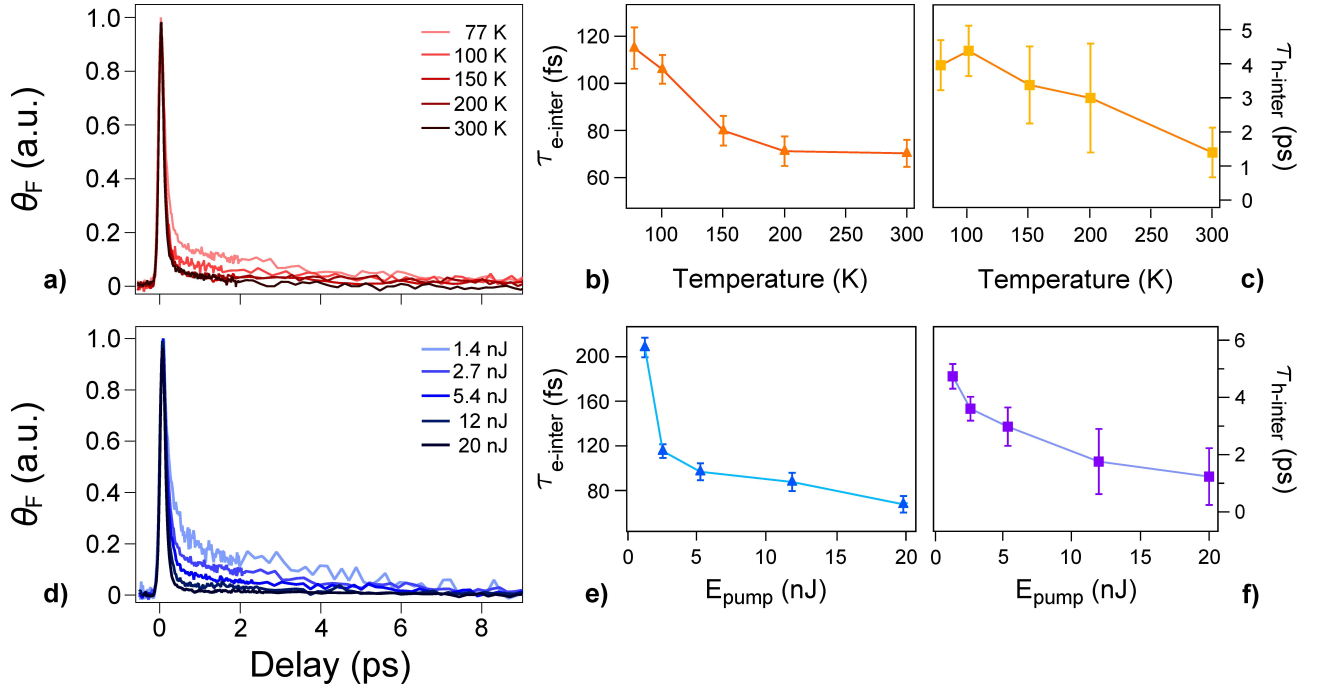 1.0
0.8
0.6
0.4
0.2
0
θF (a.u.)
77 K
100 K
150 K
200 K
300 K
a)
120
100
80
60
τe-inter (fs)
100 150 200 250 300
b) Temperature (K)
5
4
3
2
1
0
τh-inter (ps)
100 150 200 250 300
Temperature (K) c)
1.0
0.8
0.6
0.4
0.2
0
θF (a.u.)
1.4 nJ
2.7 nJ
5.4 nJ
12 nJ
20 nJ
d)
0 2 4 6 8
Delay (ps)
200
160
120
80
τe-inter (fs)
0 5 10 15 20
e) Epump (nJ)
6
4
2
0
τh-inter (ps)
0 5 10 15 20
Epump (nJ) f)